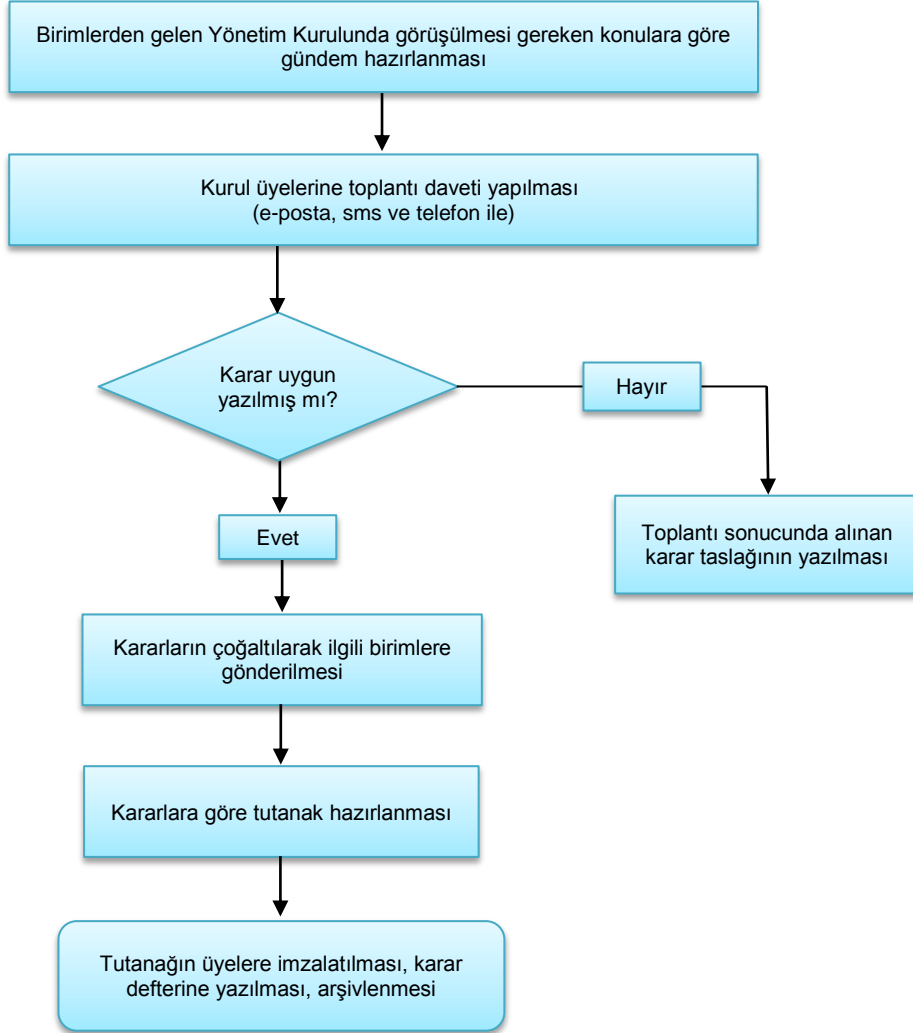 Birimlerden gelen Yönetim Kurulunda görüşülmesi gereken konulara göre
gündem hazırlanması
Kurul üyelerine toplantı daveti yapılması
(e-posta, sms ve telefon ile)
Karar uygun
yazılmış mı?
Hayır
Evet
Toplantı sonucunda alınan
karar taslağının yazılması
Kararların çoğaltılarak ilgili birimlere
gönderilmesi
Kararlara göre tutanak hazırlanması
Tutanağın üyelere imzalatılması, karar
defterine yazılması, arşivlenmesi